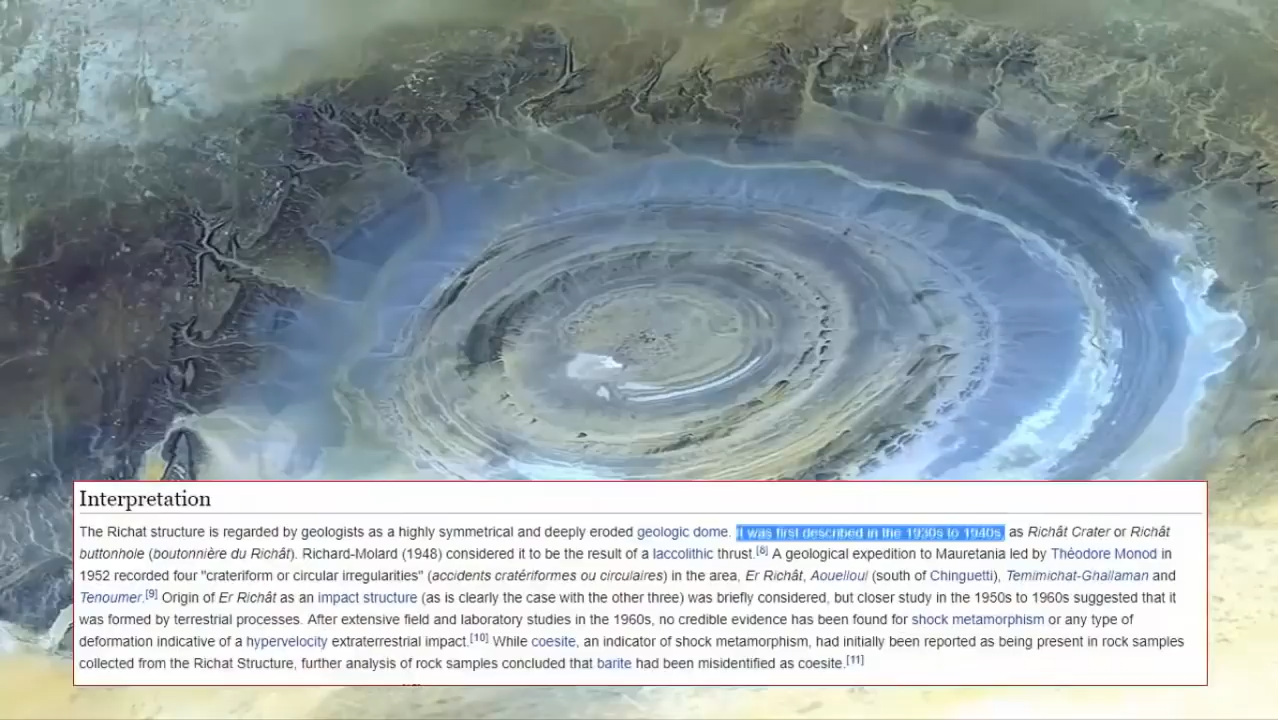 Interpretation
The Richat structure is regarded by geologists as a highly symmetrical and deeply eroded geologic dome. It was first described in the 1930s to 1940s, as Richât Crater or Richât
buttonhole (boutonnière du Richât). Richard-Molard (1948) considered it to be the result of a laccolithic thrust.[8] A geological expedition to Mauretania led by Théodore Monod in
1952 recorded four "crateriform or circular irregularities" (accidents cratériformes ou circulaires) in the area, Er Richât, Aouelloul (south of Chinguetti), Temimichat-Ghallaman and
Tenoumer.[9] Origin of Er Richât as an impact structure (as is clearly the case with the other three) was briefly considered, but closer study in the 1950s to 1960s suggested that it
was formed by terrestrial processes. After extensive field and laboratory studies in the 1960s, no credible evidence has been found for shock metamorphism or any type of
deformation indicative of a hypervelocity extraterrestrial impact.[10] While coesite, an indicator of shock metamorphism, had initially been reported as being present in rock samples
collected from the Richat Structure, further analysis of rock samples concluded that barite had been misidentified as coesite.[11]